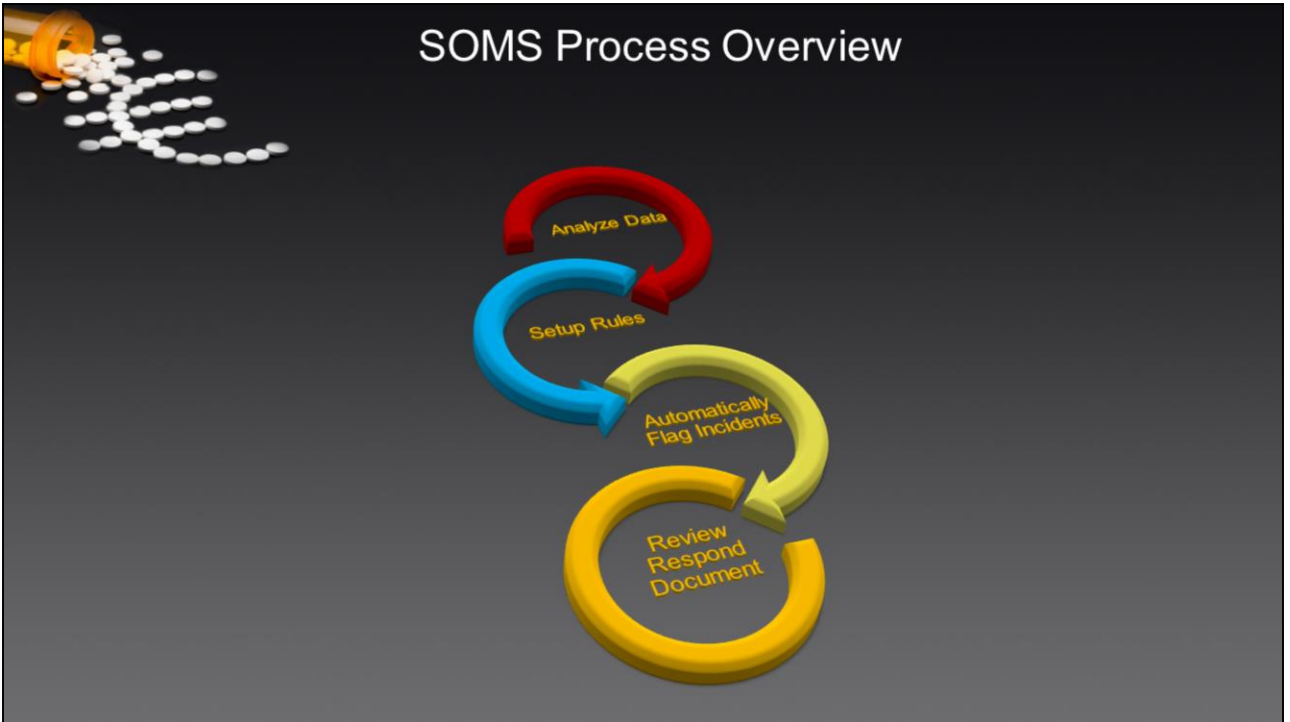 SOMS Process Overview
Analyze Data
Setup Rules
Automatically
Flag Incidents
Review
Respond
Document